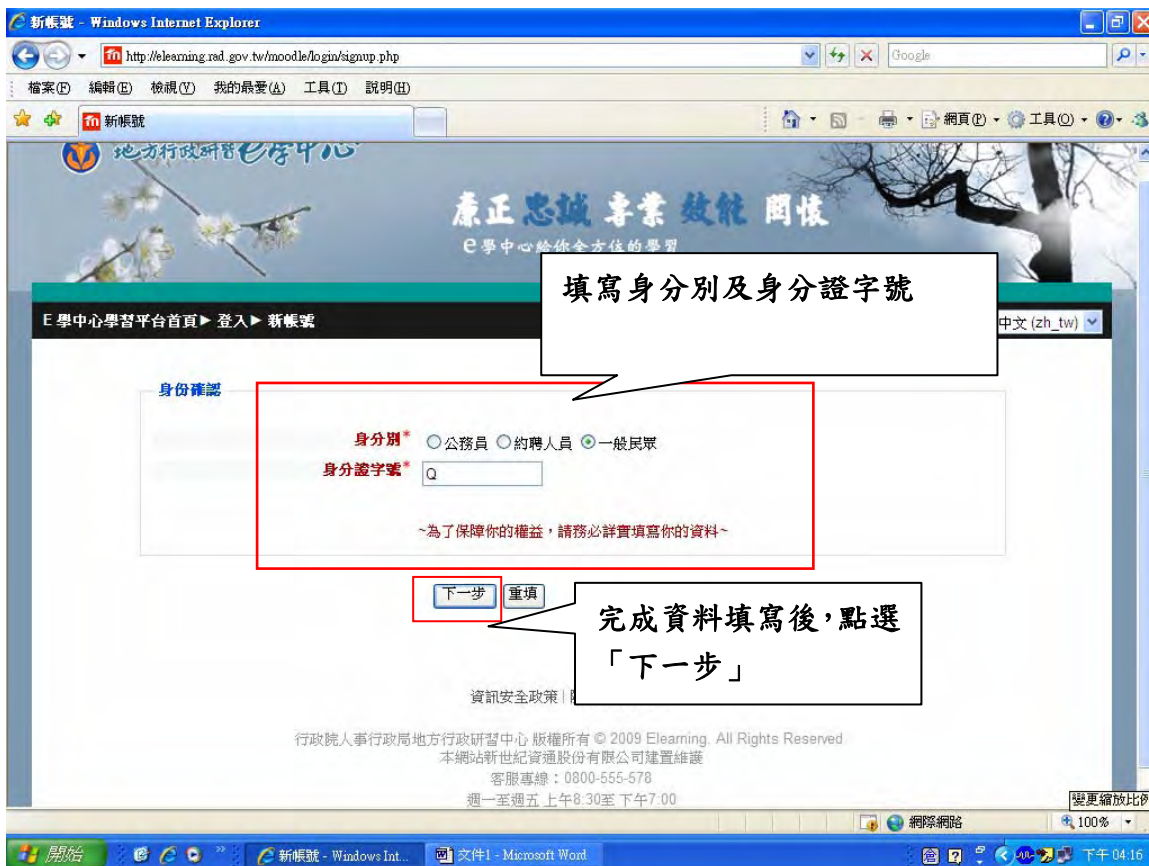 新帳號 - Windows Internet Explorer
http://elearning.rad.gov.tw/moodle/login/signup.php
Google
檔案(F) 編輯(E) 檢視(V) 我的最愛(A) 工具(T) 說明(H)
新帳號
網頁(P) 工具(O)
地方行政研習e學中心
廉正 忠誠 專業 效能 關懷
e學中心給你全方位的學習
填寫身分別及身分證字號
E 學中心學習平台首頁► 登入► 新帳號
中文 (zh_tw)
身份確認
身分別* 公務員 約聘人員 一般民眾
身分證字號* Q
~為了保障你的權益，請務必詳實填寫你的資料~
下一步 重填
完成資料填寫後，點選
「下一步」
資訊安全政策 |
行政院人事行政局地方行政研習中心 版權所有 © 2009 Elearning. All Rights Reserved
本網站新世紀資通股份有限公司建置維護
客服專線：0800-555-578
週一至週五 上午8:30至 下午7:00
變更縮放比例
網際網路 100%
開始 新帳號 - Windows Int... 文件1 - Microsoft Word 下午 04:16